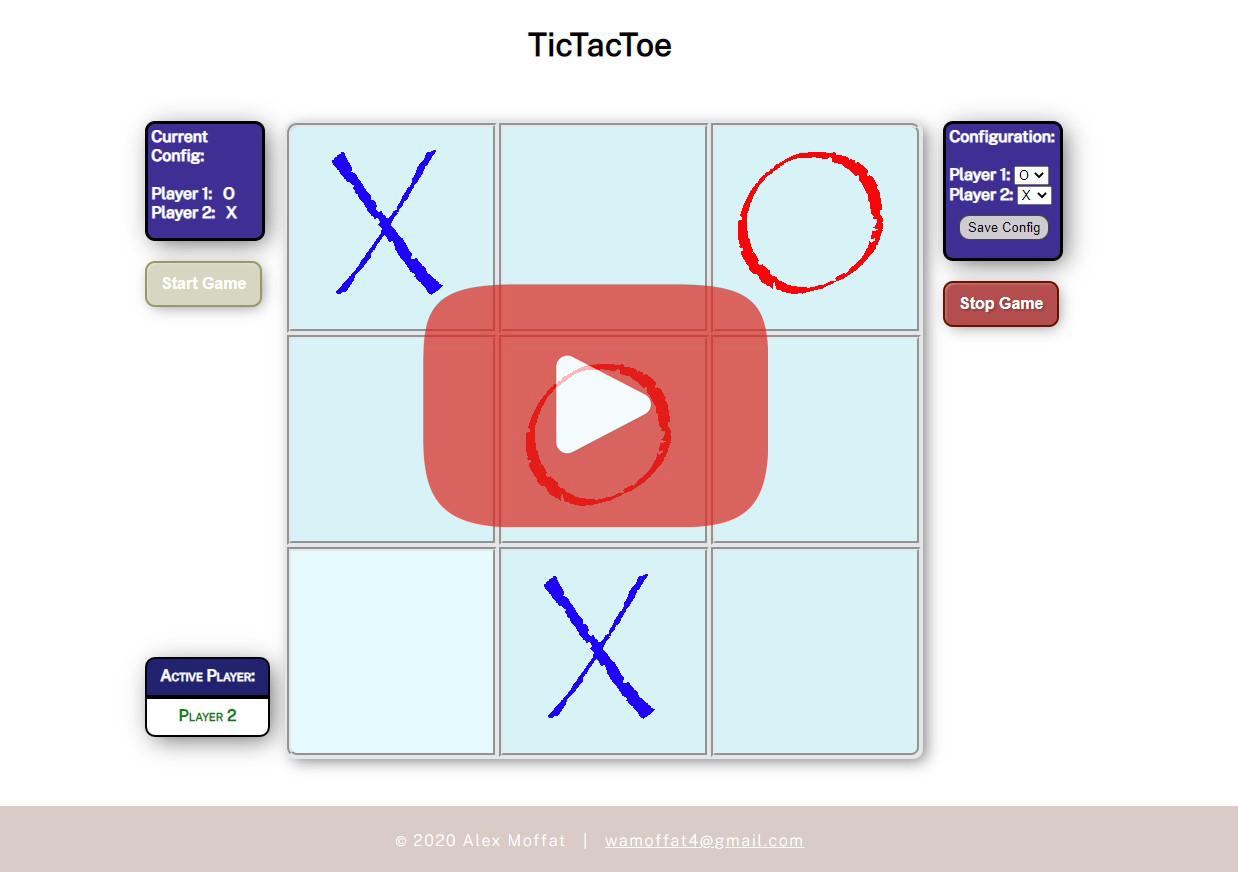 TicTacToe
Current
Config:
Player 1: O
Player 2: X
Start Game
X
O
O
X
Configuration:
Player 1: O
Player 2: X
Save Config
Stop Game
Active Player:
Player 2
© 2020 Alex Moffat | wamoffat4@gmail.com